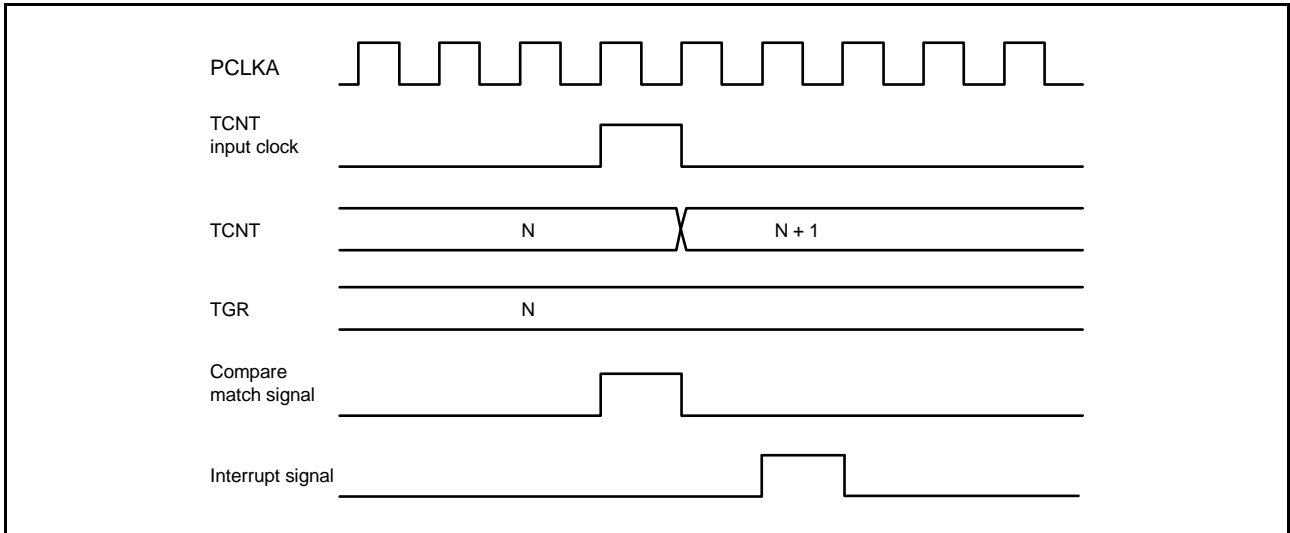 PCLKA
TCNT
input clock
TCNT
N
N + 1
TGR
N
Compare
match signal
Interrupt signal